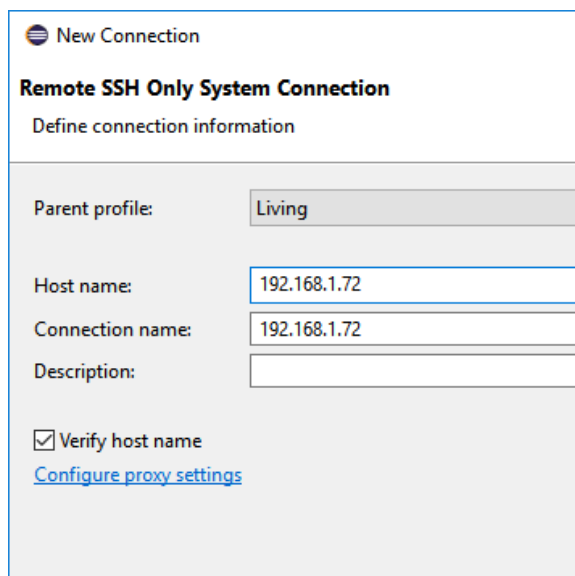 New Connection
Remote SSH Only System Connection
Define connection information
Parent profile: Living
Host name: 192.168.1.72
Connection name: 192.168.1.72
Description:
Verify host name
Configure proxy settings